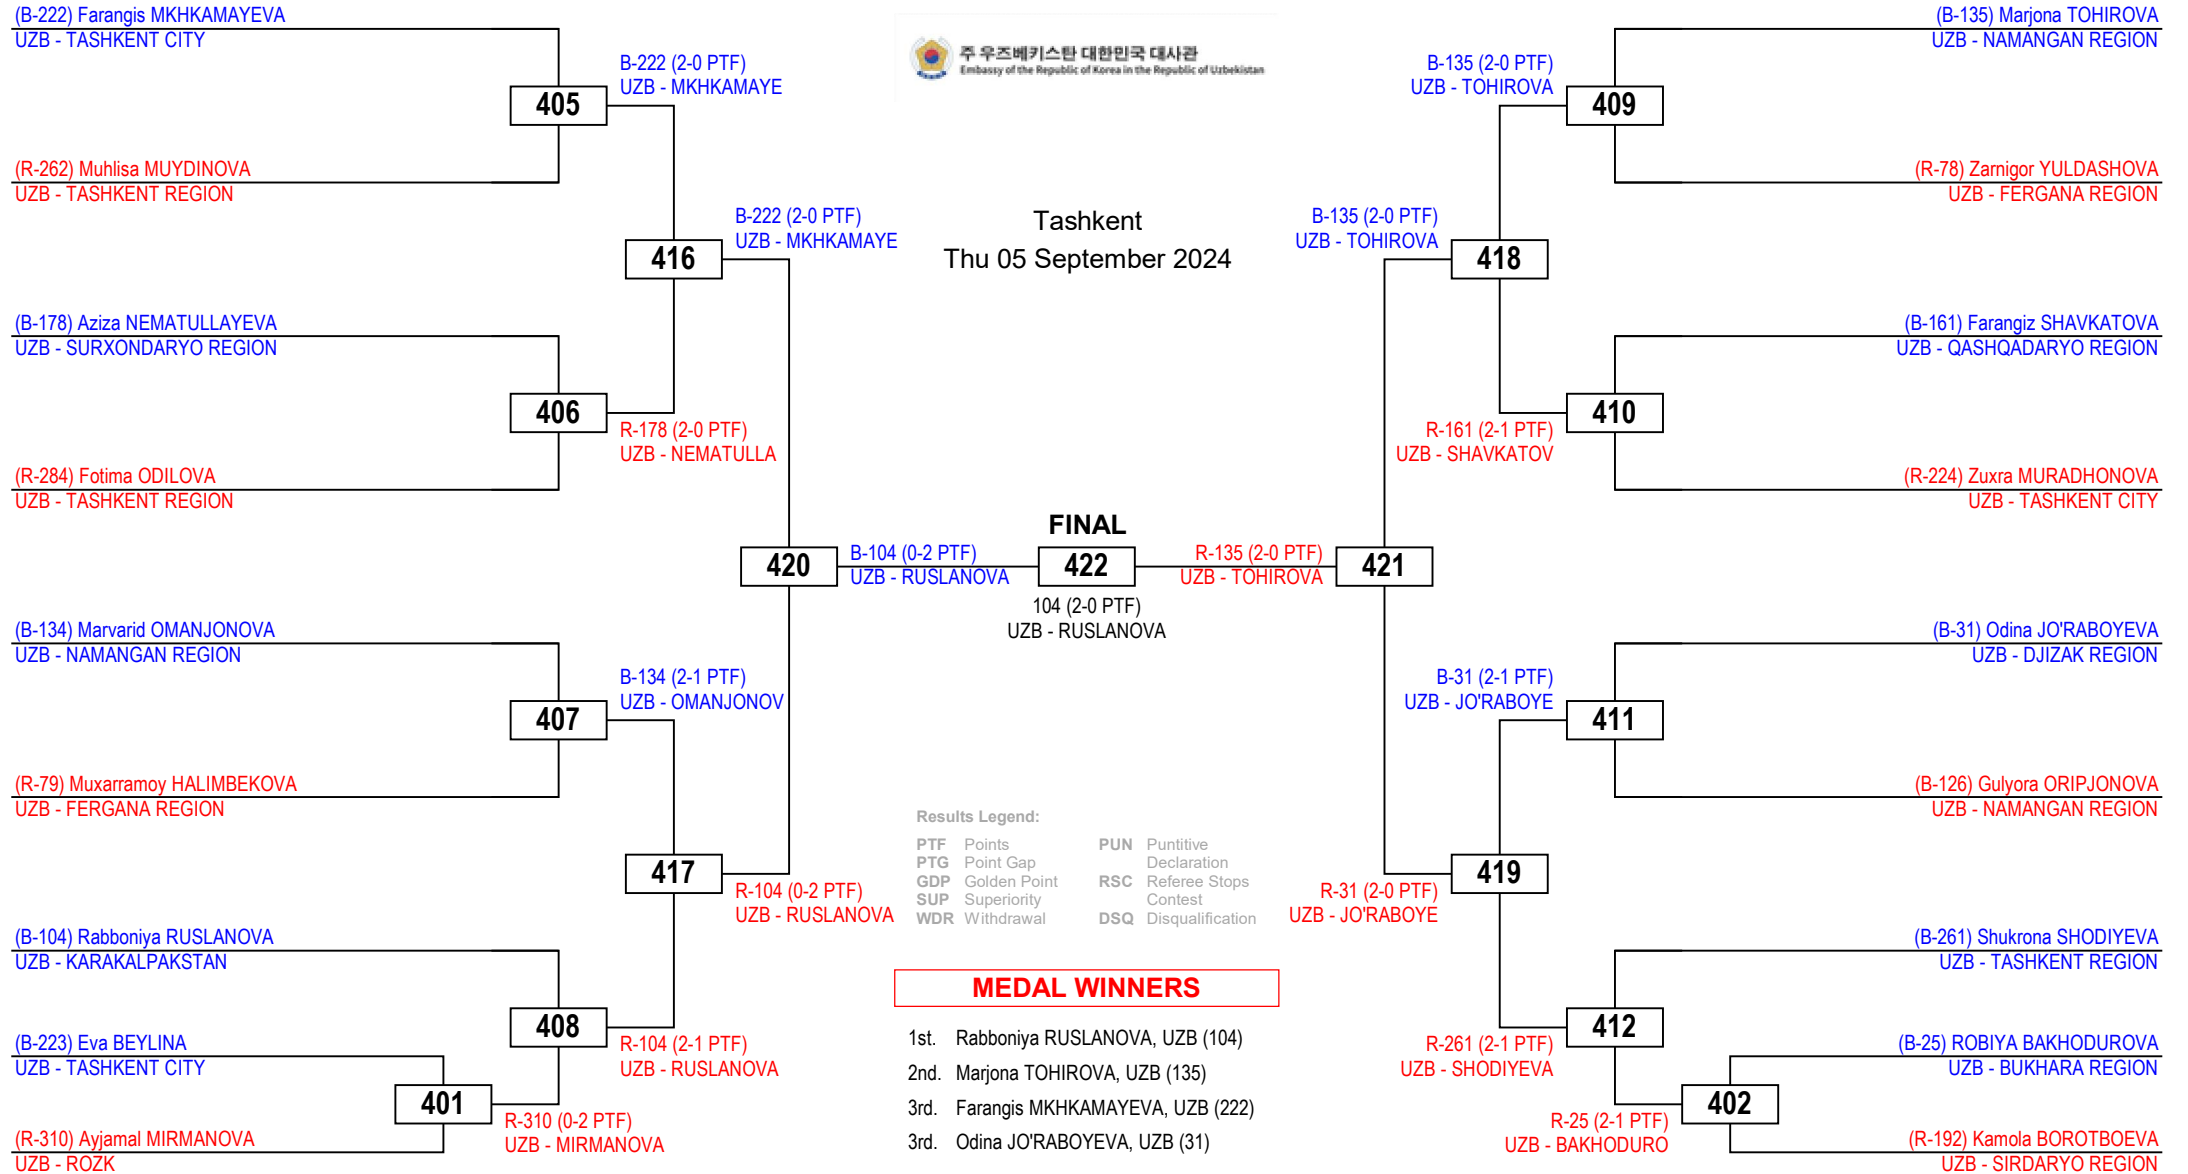 (B-222) Farangis MKHKAMAYEVA
UZB - TASHKENT CITY
B-222 (2-0 PTF)
UZB - MKHKAMAYE
405
(R-262) Muhlisa MUYDINOVA
UZB - TASHKENT REGION
B-222 (2-0 PTF)
UZB - MKHKAMAYE
416
(B-178) Aziza NEMATULLAYEVA
UZB - SURXONDARYO REGION
406
R-178 (2-0 PTF)
UZB - NEMATULLA
(R-284) Fotima ODILOVA
UZB - TASHKENT REGION
420
B-104 (0-2 PTF)
UZB - RUSLANOVA
(B-134) Marvarid OMANJONOVA
UZB - NAMANGAN REGION
B-134 (2-1 PTF)
UZB - OMANJONOV
407
(R-79) Muxarramoy HALIMBEKOVA
UZB - FERGANA REGION
417
R-104 (0-2 PTF)
UZB - RUSLANOVA
(B-104) Rabboniya RUSLANOVA
UZB - KARAKALPAKSTAN
408
R-104 (2-1 PTF)
UZB - RUSLANOVA
(B-223) Eva BEYLINA
UZB - TASHKENT CITY
401
R-310 (0-2 PTF)
UZB - MIRMANOVA
(R-310) Ayjamal MIRMANOVA
UZB - ROZK
주 우즈베키스탄 대한민국 대사관
Embassy of the Republic of Korea in the Republic of Uzbekistan
Tashkent
Thu 05 September 2024
FINAL
422
104 (2-0 PTF)
UZB - RUSLANOVA
Results Legend:
PTF Points
PTG Point Gap
GDP Golden Point
SUP Superiority
WDR Withdrawal
PUN Puntitive
Declaration
RSC Referee Stops
Contest
DSQ Disqualification
MEDAL WINNERS
1st. Rabboniya RUSLANOVA, UZB (104)
2nd. Marjona TOHIROVA, UZB (135)
3rd. Farangis MKHKAMAYEVA, UZB (222)
3rd. Odina JO'RABOYEVA, UZB (31)
(B-135) Marjona TOHIROVA
UZB - NAMANGAN REGION
B-135 (2-0 PTF)
UZB - TOHIROVA
409
(R-78) Zarnigor YULDASHOVA
UZB - FERGANA REGION
B-135 (2-0 PTF)
UZB - TOHIROVA
418
(B-161) Farangiz SHAVKATOVA
UZB - QASHQADARYO REGION
410
R-161 (2-1 PTF)
UZB - SHAVKATOV
(R-224) Zuxra MURADHONOVA
UZB - TASHKENT CITY
R-135 (2-0 PTF)
UZB - TOHIROVA
421
(B-31) Odina JO'RABOYEVA
UZB - DJIZAK REGION
B-31 (2-1 PTF)
UZB - JO'RABOYE
411
(B-126) Gulyora ORIPJONOVA
UZB - NAMANGAN REGION
419
R-31 (2-0 PTF)
UZB - JO'RABOYE
(B-261) Shukrona SHODIYEVA
UZB - TASHKENT REGION
412
R-261 (2-1 PTF)
UZB - SHODIYEVA
(B-25) ROBIYA BAKHODUROVA
UZB - BUKHARA REGION
402
R-25 (2-1 PTF)
UZB - BAKHODURO
(R-192) Kamola BOROTBOEVA
UZB - SIRDARYO REGION